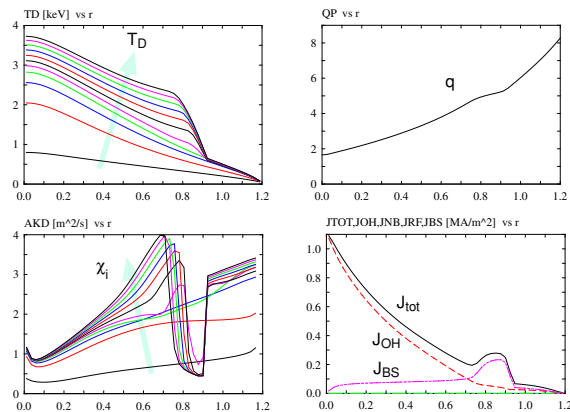 TD [keV] vs r
QP vs r
4
3
2
1
0
T_D
0.0 0.2 0.4 0.6 0.8 1.0 1.2
8
6
4
2
0
q
0.0 0.2 0.4 0.6 0.8 1.0 1.2
AKD [m^2/s] vs r
JTOT,JOH,JNB,JRF,JBS [MA/m^2] vs r
4
3
2
1
0
χ_i
0.0 0.2 0.4 0.6 0.8 1.0 1.2
1.0
0.8
0.6
0.4
0.2
0.0
J_tot
J_OH
J_BS
0.0 0.2 0.4 0.6 0.8 1.0 1.2